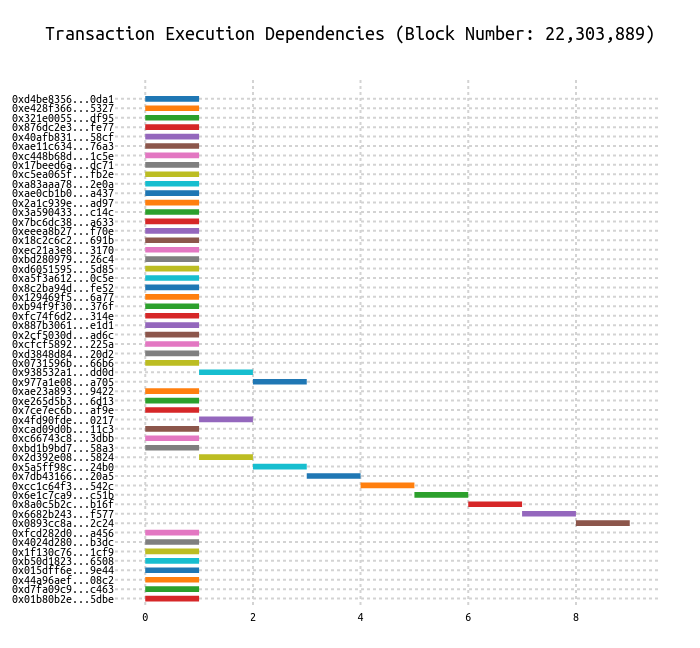 Transaction Execution Dependencies (Block Number: 22,303,889)
0xd4be8356...0da1
0xe428f366...5327
0x321e0055...df95
0x876dc2e3...fe77
0x40afb831...58cf
0xae11c634...76a3
0xc448b68d...1c5e
0x17beed6a...dc71
0xc5ea065f...fb2e
0xa83aaa78...2e0a
0xae0cb1b0...a437
0x2a1c939e...ad97
0x3a590433...c14c
0x7bc6dc38...a633
0xeeea8b27...f70e
0x18c2c6c2...691b
0xec21a3e8...3170
0xbd280979...26c4
0xd6051595...5d85
0xa5f3a612...0c5e
0x8c2ba94d...fe52
0x129469f5...6a77
0xb94f9f30...376f
0xfc74f6d2...314e
0x887b3061...e1d1
0x2cf5030d...ad6c
0xcfcf5892...225a
0xd3848d84...20d2
0x0731596b...66b6
0x938532a1...dd0d
0x977a1e08...a705
0xae23a893...9422
0xe265d5b3...6d13
0x7ce7ec6b...af9e
0x4fd90fde...0217
0xcad09d0b...11c3
0xc66743c8...3dbb
0xbd1b9bd7...58a3
0x2d392e08...5824
0x5a5ff98c...24b0
0x7db43166...20a5
0xcc1c64f3...542c
0x6e1c7ca9...c51b
0x8a0c5b2c...b16f
0x6682b243...f577
0x0893cc8a...2c24
0xfcd282d0...a456
0x4024d280...b3dc
0x1f130c76...1cf9
0xb50d1823...6508
0x015dff6e...9e44
0x44a96aef...08c2
0xd7fa09c9...c463
0x01b80b2e...5dbe
0 2 4 6 8